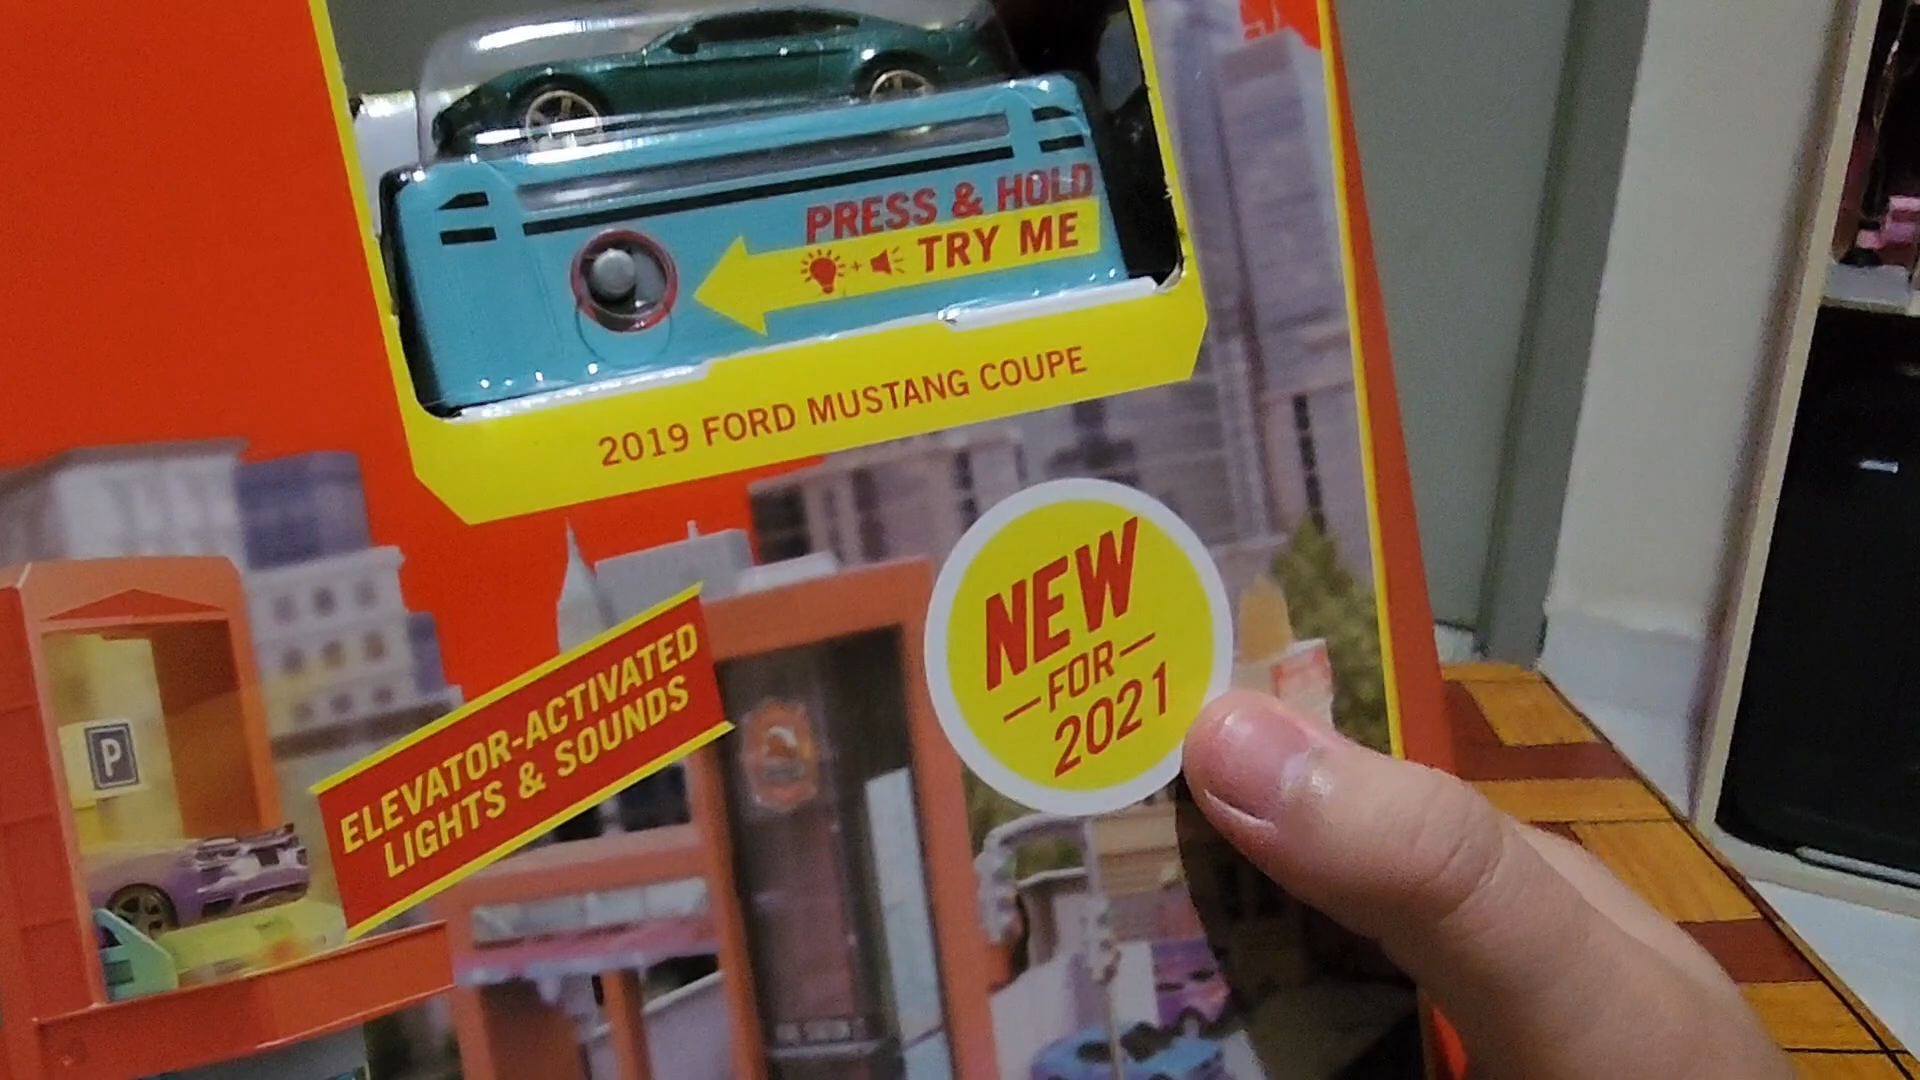 PRESS & HOLD
+ TRY ME
2019 FORD MUSTANG COUPE
NEW
—FOR—
2021
ELEVATOR-ACTIVATED
LIGHTS & SOUNDS
P